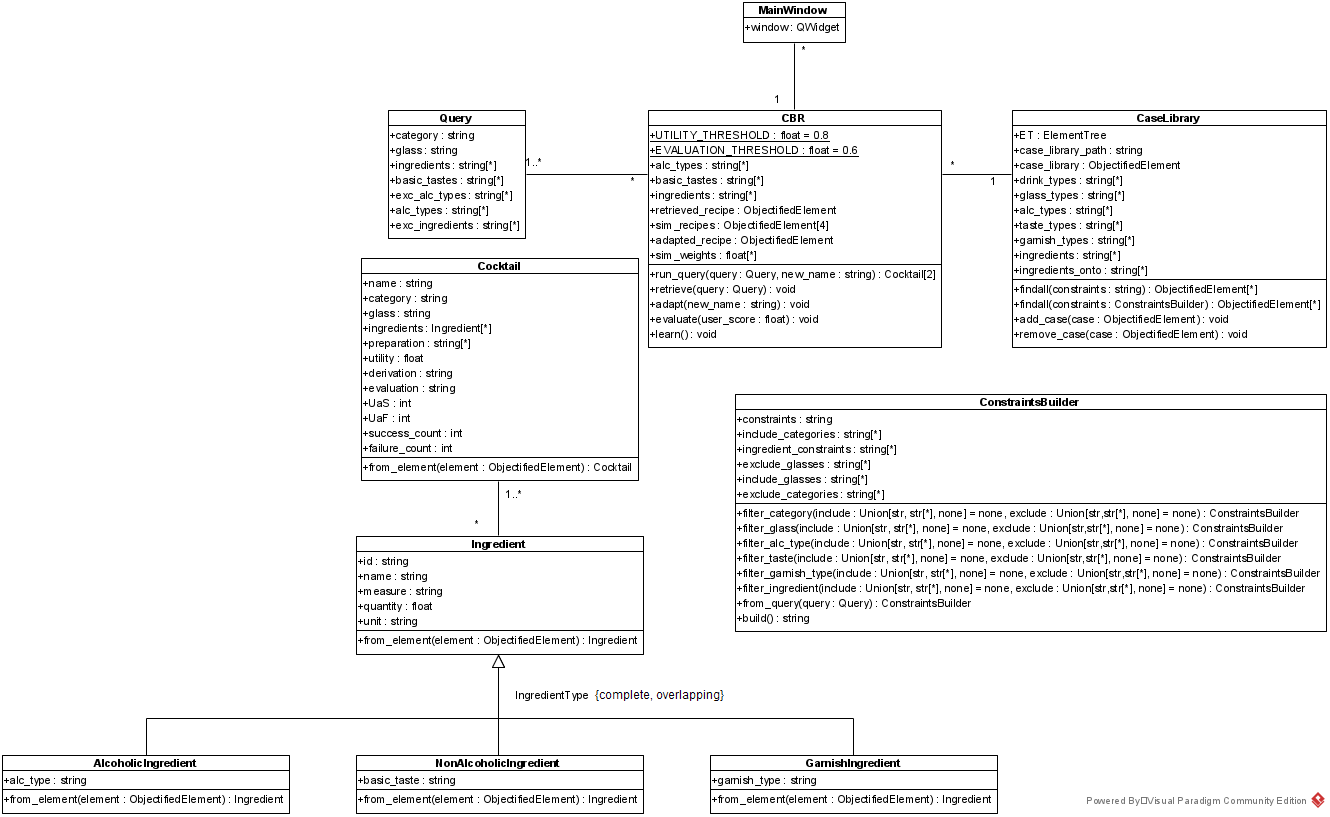 MainWindow
+window : QWidget
*
1
Query
+category : string
+glass : string
+ingredients : string[*]
+basic_tastes : string[*]
+exc_alc_types : string[*]
+alc_types : string[*]
+exc_ingredients : string[*]
1..*
*
CBR
+UTILITY_THRESHOLD : float = 0.8
+EVALUATION_THRESHOLD : float = 0.6
+alc_types : string[*]
+basic_tastes : string[*]
+ingredients : string[*]
+retrieved_recipe : ObjectifiedElement
+sim_recipes : ObjectifiedElement[4]
+adapted_recipe : ObjectifiedElement
+sim_weights : float[*]
+run_query(query : Query, new_name : string) : Cocktail[2]
+retrieve(query : Query) : void
+adapt(new_name : string) : void
+evaluate(user_score : float) : void
+learn() : void
*
1
CaseLibrary
+ET : ElementTree
+case_library_path : string
+case_library : ObjectifiedElement
+drink_types : string[*]
+glass_types : string[*]
+alc_types : string[*]
+taste_types : string[*]
+garnish_types : string[*]
+ingredients : string[*]
+ingredients_onto : string[*]
+findall(constraints : string) : ObjectifiedElement[*]
+findall(constraints : ConstraintsBuilder) : ObjectifiedElement[*]
+add_case(case : ObjectifiedElement) : void
+remove_case(case : ObjectifiedElement) : void
Cocktail
+name : string
+category : string
+glass : string
+ingredients : Ingredient[*]
+preparation : string[*]
+utility : float
+derivation : string
+evaluation : string
+UaS : int
+UaF : int
+success_count : int
+failure_count : int
+from_element(element : ObjectifiedElement) : Cocktail
1..*
*
ConstraintsBuilder
+constraints : string
+include_categories : string[*]
+ingredient_constraints : string[*]
+exclude_glasses : string[*]
+include_glasses : string[*]
+exclude_categories : string[*]
+filter_category(include : Union[str, str[*], none] = none, exclude : Union[str,str[*], none] = none) : ConstraintsBuilder
+filter_glass(include : Union[str, str[*], none] = none, exclude : Union[str,str[*], none] = none) : ConstraintsBuilder
+filter_alc_type(include : Union[str, str[*], none] = none, exclude : Union[str,str[*], none] = none) : ConstraintsBuilder
+filter_taste(include : Union[str, str[*], none] = none, exclude : Union[str,str[*], none] = none) : ConstraintsBuilder
+filter_garnish_type(include : Union[str, str[*], none] = none, exclude : Union[str,str[*], none] = none) : ConstraintsBuilder
+filter_ingredient(include : Union[str, str[*], none] = none, exclude : Union[str,str[*], none] = none) : ConstraintsBuilder
+from_query(query : Query) : ConstraintsBuilder
+build() : string
Ingredient
+id : string
+name : string
+measure : string
+quantity : float
+unit : string
+from_element(element : ObjectifiedElement) : Ingredient
IngredientType {complete, overlapping}
AlcoholicIngredient
+alc_type : string
+from_element(element : ObjectifiedElement) : Ingredient
NonAlcoholicIngredient
+basic_taste : string
+from_element(element : ObjectifiedElement) : Ingredient
GarnishIngredient
+garnish_type : string
+from_element(element : ObjectifiedElement) : Ingredient
Powered By□Visual Paradigm Community Edition